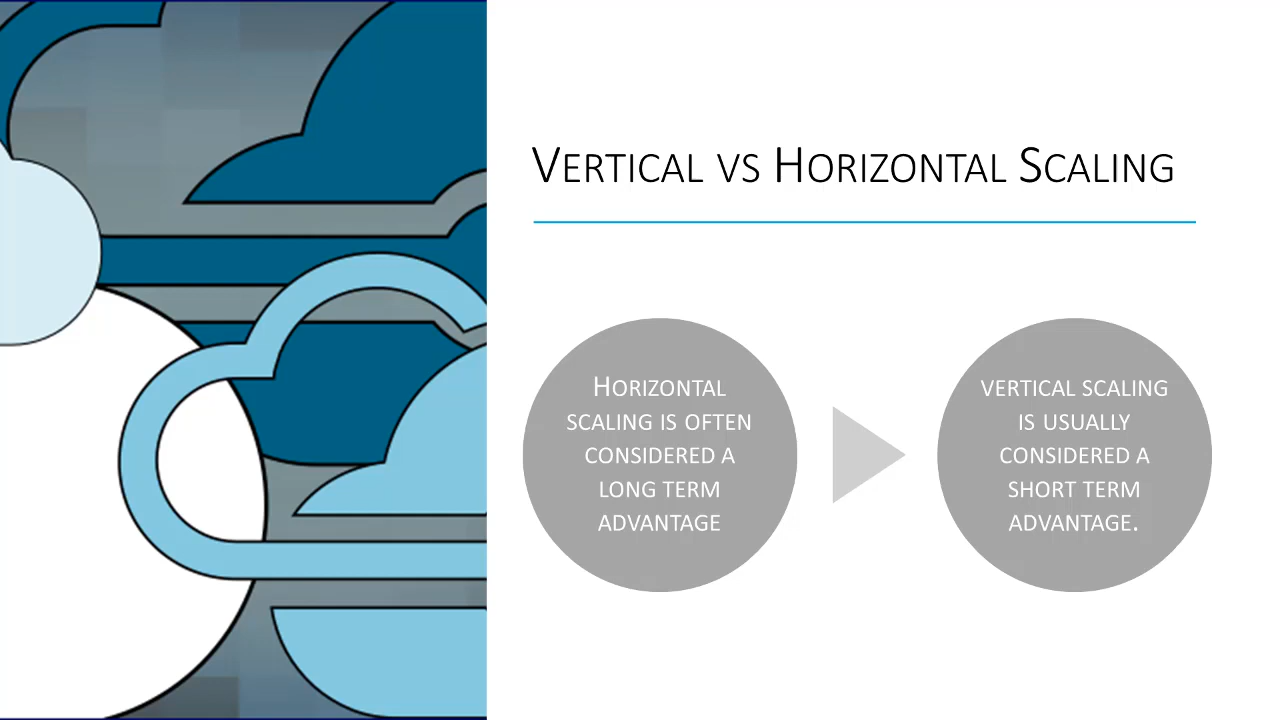 Vertical vs Horizontal Scaling
Horizontal
scaling is often
considered a
long term
advantage
vertical scaling
is usually
considered a
short term
advantage.